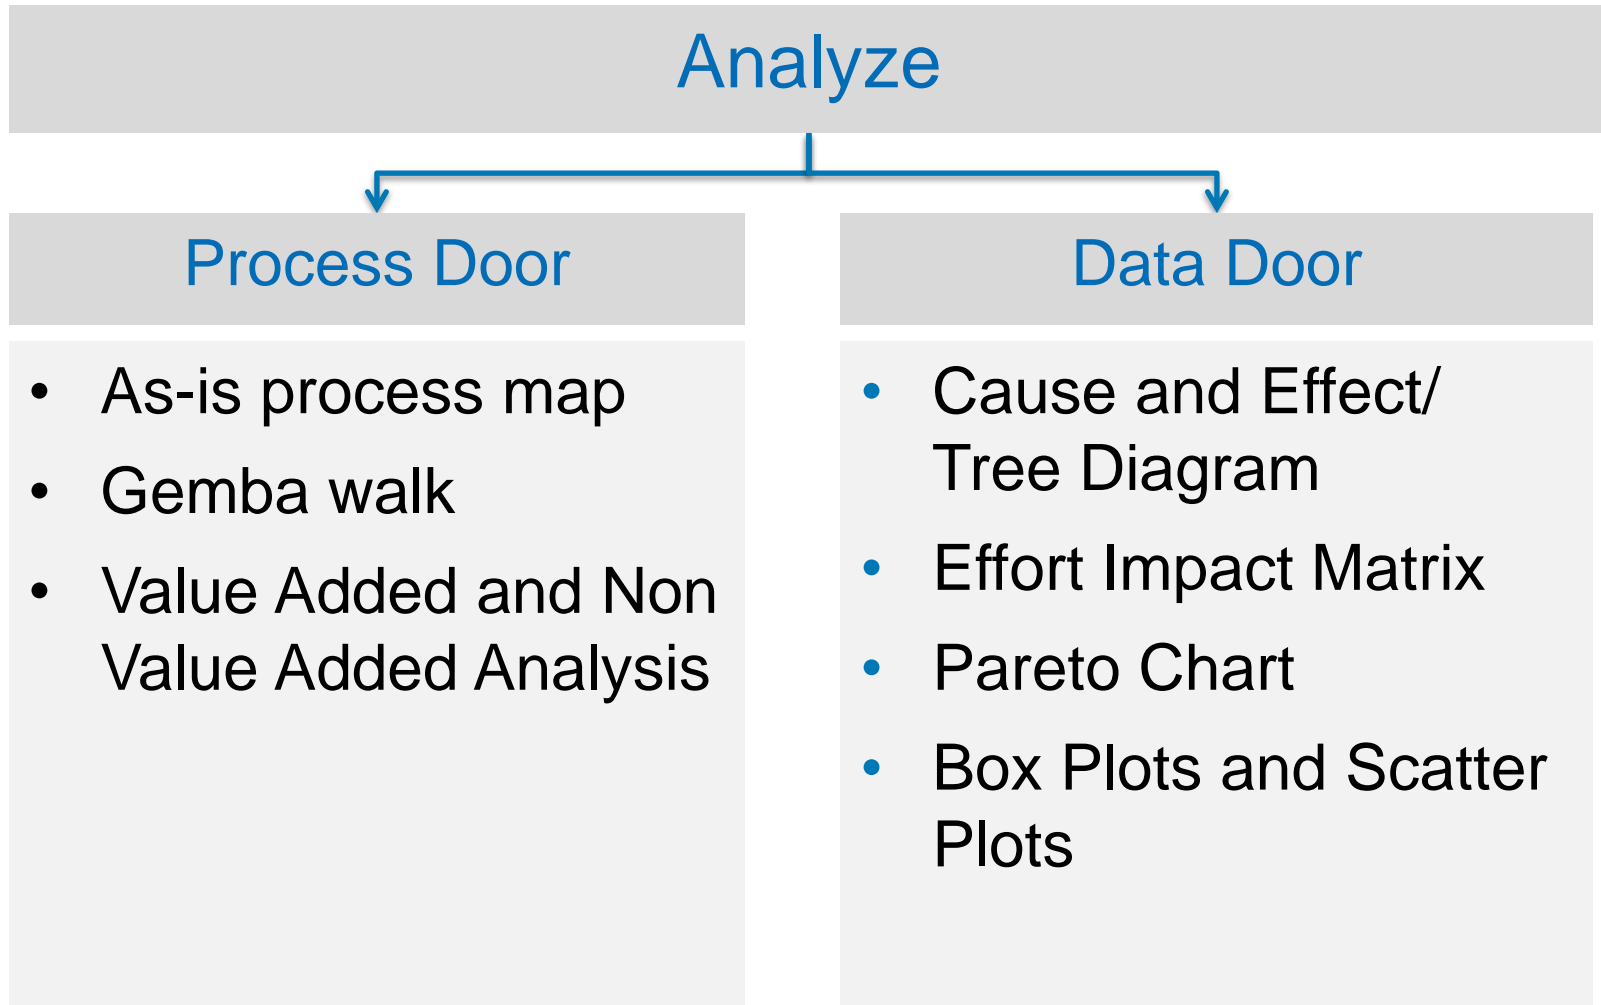 Analyze
Process Door
• As-is process map
• Gemba walk
• Value Added and Non
Value Added Analysis
Data Door
• Cause and Effect/
Tree Diagram
• Effort Impact Matrix
• Pareto Chart
• Box Plots and Scatter
Plots